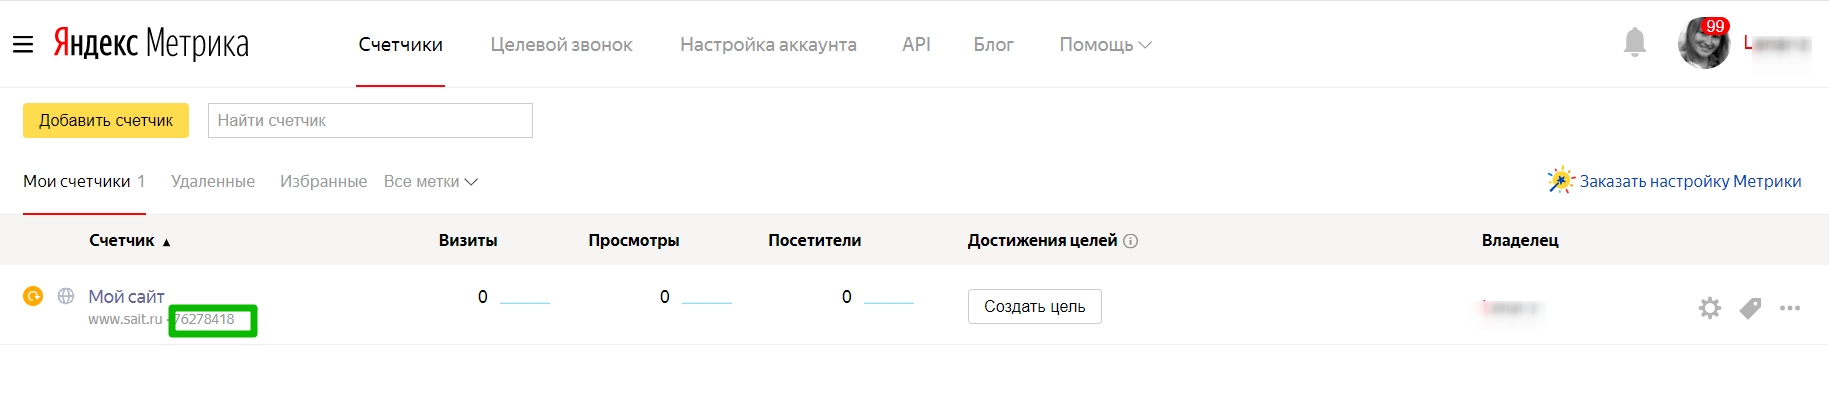 Яндекс Метрика
Счетчики Целевой звонок Настройка аккаунта API Блог Помощь
99
Добавить счетчик Найти счетчик
Мои счетчики 1 Удаленные Избранные Все метки Заказать настройку Метрики
Счетчик ▲ Визиты Просмотры Посетители Достижения целей Владелец
Мой сайт 0 0 0 Создать цель
www.sait.ru 76278418